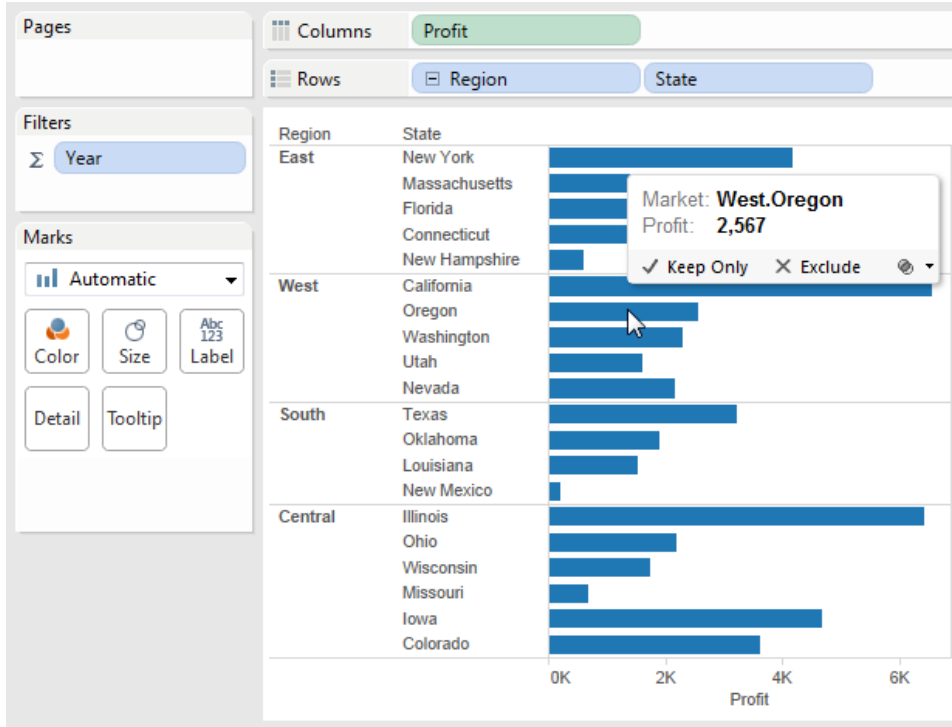 Pages
Columns Profit
Rows Region State
Filters
Σ Year
Marks
Automatic
Color Size Abc 123 Label
Detail Tooltip
Region State
East New York
Massachusetts
Florida
Connecticut
New Hampshire
West California
Oregon
Washington
Utah
Nevada
South Texas
Oklahoma
Louisiana
New Mexico
Central Illinois
Ohio
Wisconsin
Missouri
Iowa
Colorado
Market: West.Oregon
Profit: 2,567
Keep Only Exclude
0K 2K 4K 6K
Profit